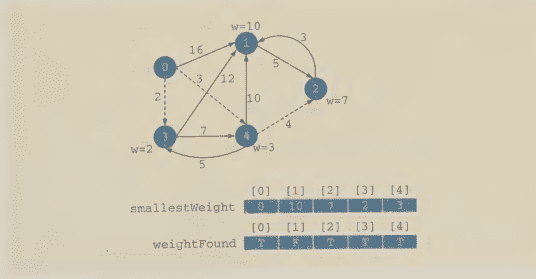 w=10
1
3
16
0
5
3
12
2
10
2
w=7
4
7
3
4
w=2
w=3
5
[0] [1] [2] [3] [4]
smallestWeight 0 10 7 2 3
[0] [1] [2] [3] [4]
weightFound T F T T T